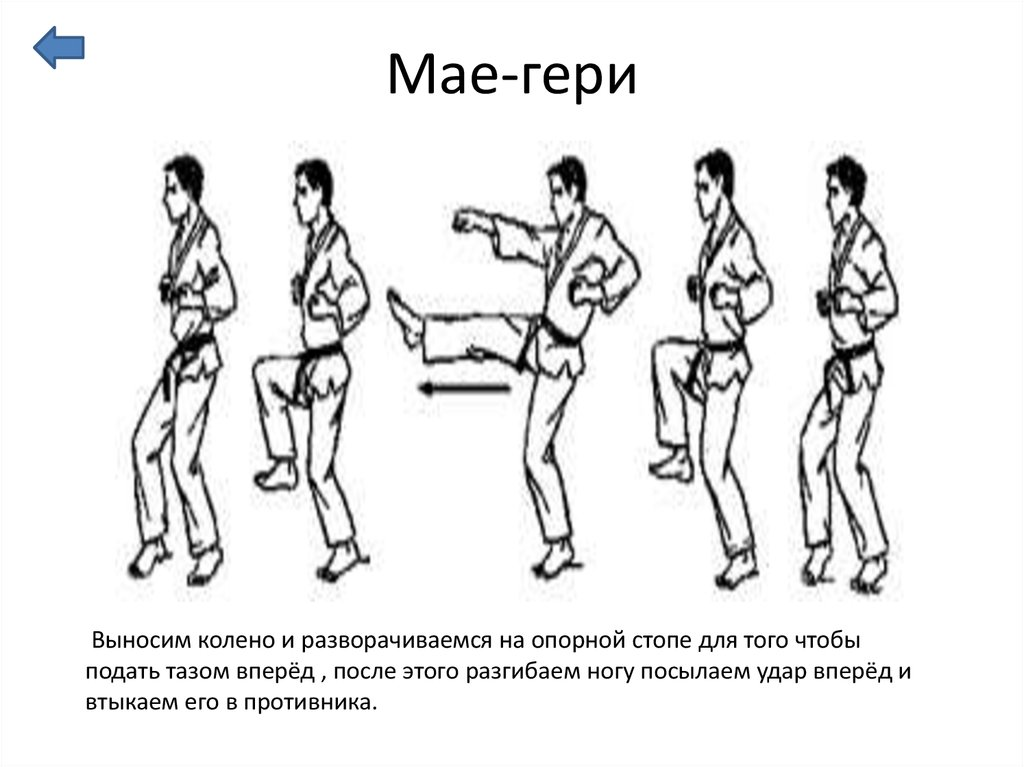 Мае-гери
Выносим колено и разворачиваемся на опорной стопе для того чтобы
подать тазом вперёд , после этого разгибаем ногу посылаем удар вперёд и
втыкаем его в противника.